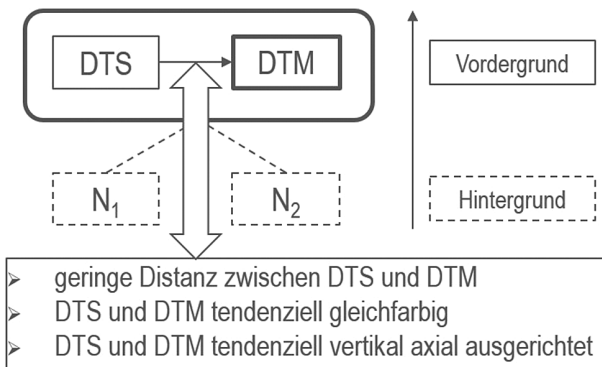 DTS
DTM
Vordergrund
N1
N2
Hintergrund
geringe Distanz zwischen DTS und DTM
DTS und DTM tendenziell gleichfarbig
DTS und DTM tendenziell vertikal axial ausgerichtet